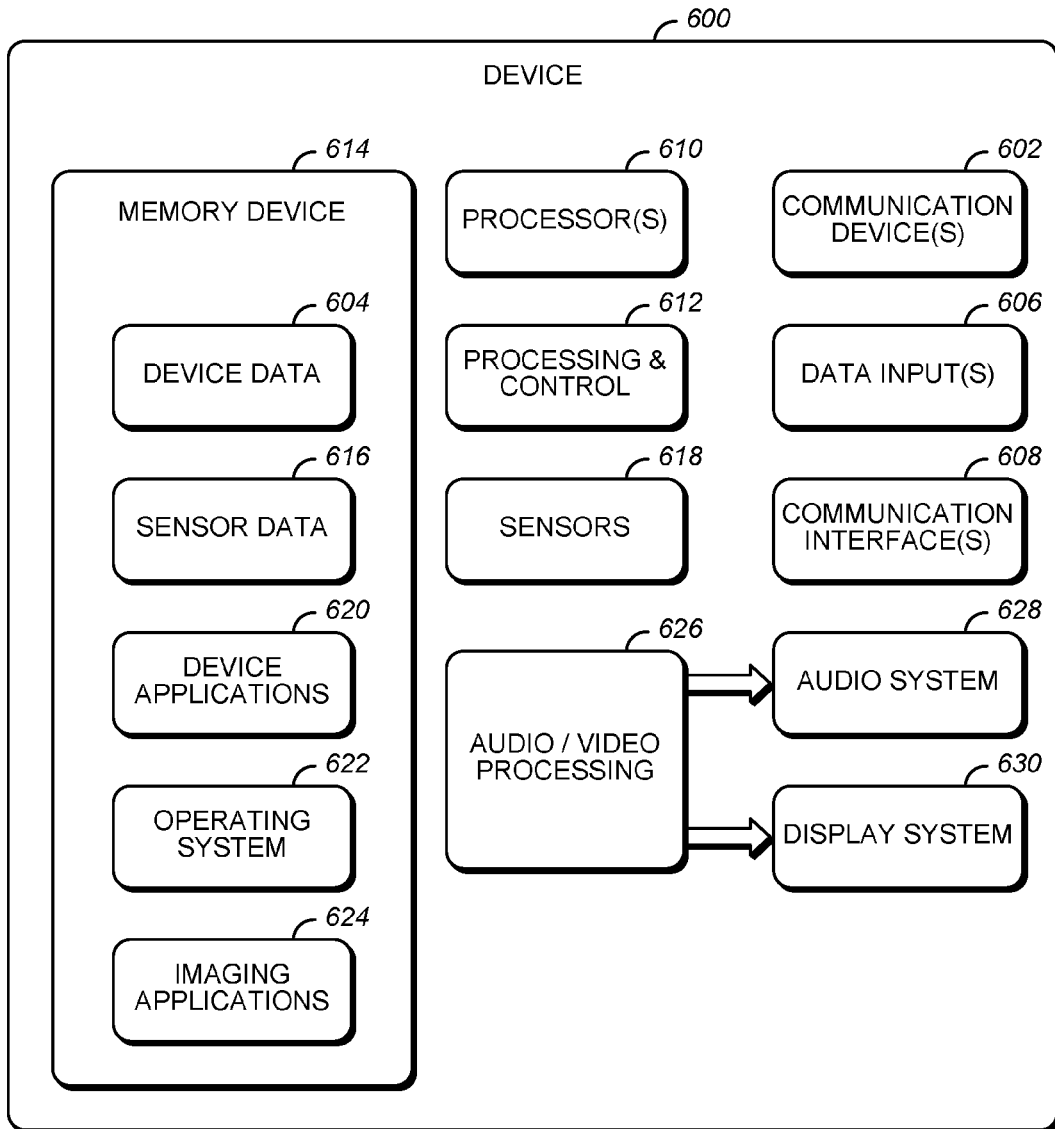 600
DEVICE
614
MEMORY DEVICE
604
DEVICE DATA
616
SENSOR DATA
620
DEVICE
APPLICATIONS
622
OPERATING
SYSTEM
624
IMAGING
APPLICATIONS
610
PROCESSOR(S)
612
PROCESSING &
CONTROL
618
SENSORS
626
AUDIO / VIDEO
PROCESSING
602
COMMUNICATION
DEVICE(S)
606
DATA INPUT(S)
608
COMMUNICATION
INTERFACE(S)
628
AUDIO SYSTEM
630
DISPLAY SYSTEM